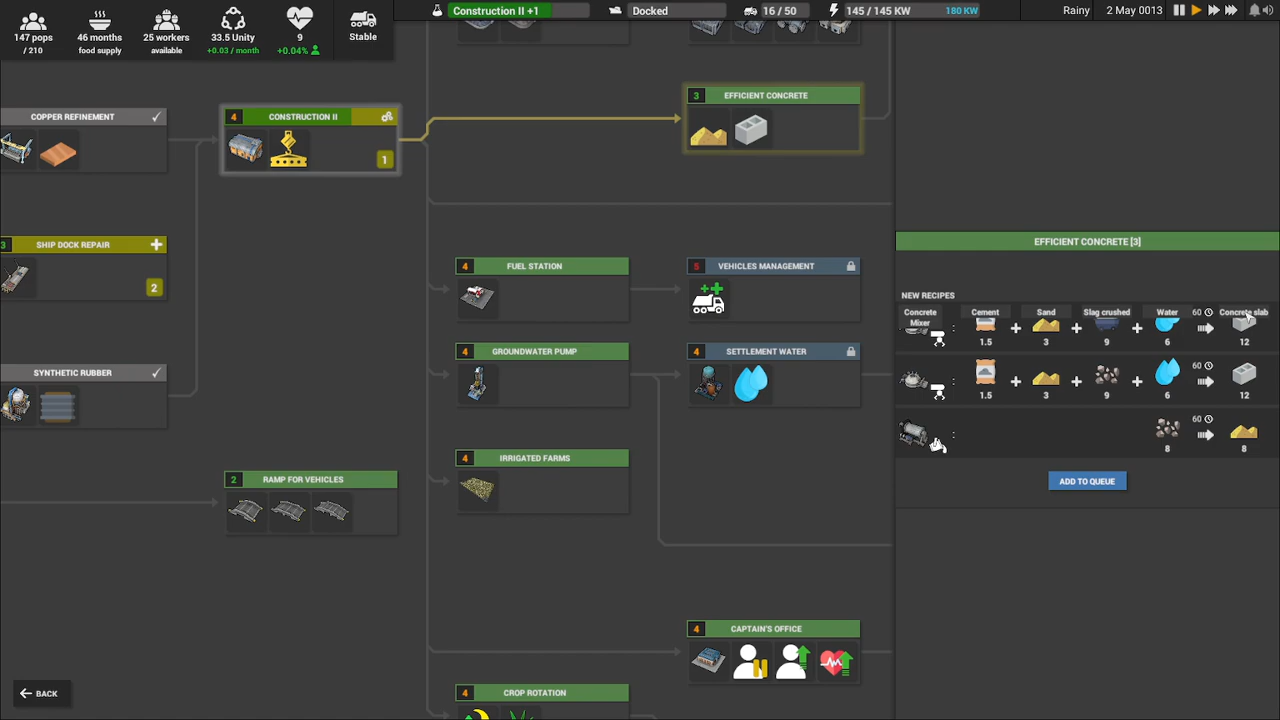 Construction II +1
Docked
16 / 50
145 / 145 KW
180 KW
Rainy
2 May 0013
147 pops
/ 210
46 months
food supply
25 workers
available
33.5 Unity
+0.03 / month
9
+0.04%
Stable
COPPER REFINEMENT
4
CONSTRUCTION II
1
3
EFFICIENT CONCRETE
3
SHIP DOCK REPAIR
2
4
FUEL STATION
5
VEHICLES MANAGEMENT
4
GROUNDWATER PUMP
4
SETTLEMENT WATER
SYNTHETIC RUBBER
4
IRRIGATED FARMS
2
RAMP FOR VEHICLES
4
CAPTAIN'S OFFICE
4
CROP ROTATION
BACK
EFFICIENT CONCRETE [3]
NEW RECIPES
Concrete Mixer
:
Cement
1.5
+
Sand
3
+
Slag crushed
9
+
Water
6
60
Concrete slab
12
:
1.5
+
3
+
9
+
6
60
12
:
8
60
8
ADD TO QUEUE